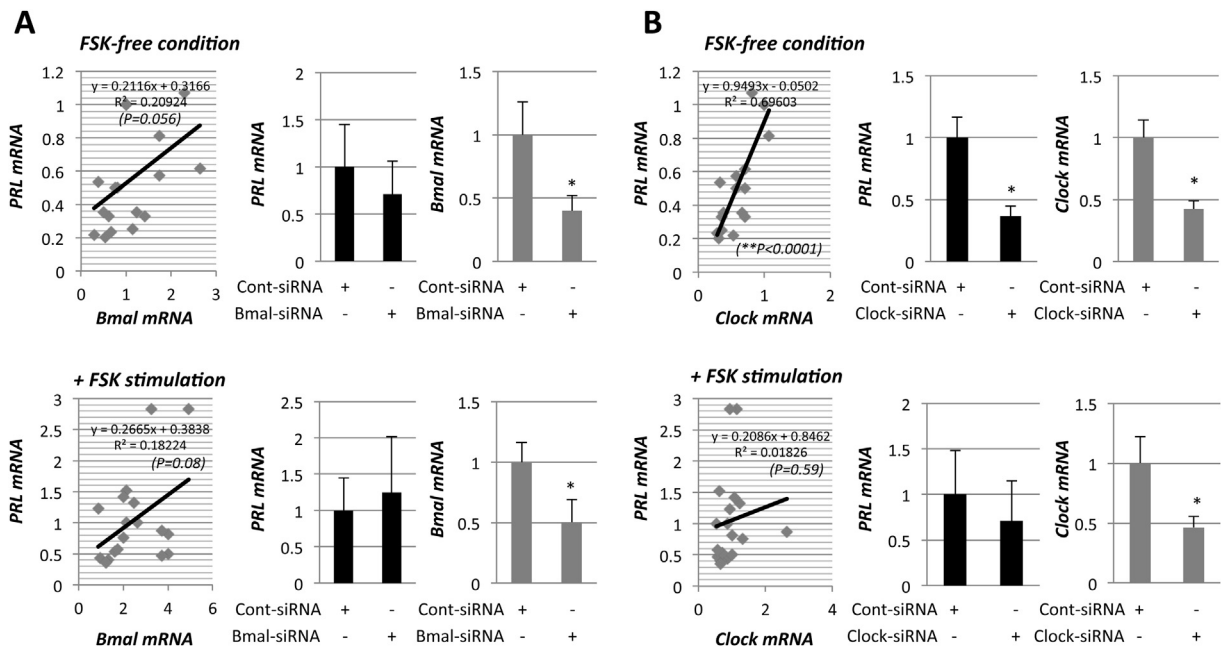 A
B
FSK-free condition
FSK-free condition
PRL mRNA
1.2
1
0.8
0.6
0.4
0.2
0
y = 0.2116x + 0.3166
R² = 0.20924
(P=0.056)
0 1 2 3
Bmal mRNA
PRL mRNA
2
1.5
1
0.5
0
Cont-siRNA + -
Bmal-siRNA - +
Bmal mRNA
1.5
1
0.5
0
*
Cont-siRNA + -
Bmal-siRNA - +
PRL mRNA
1.2
1
0.8
0.6
0.4
0.2
0
y = 0.9493x - 0.0502
R² = 0.69603
(**P<0.0001)
0 1 2
Clock mRNA
PRL mRNA
1.5
1
0.5
0
*
Cont-siRNA + -
Clock-siRNA - +
Clock mRNA
1.5
1
0.5
0
*
Cont-siRNA + -
Clock-siRNA - +
+ FSK stimulation
+ FSK stimulation
PRL mRNA
3
2.5
2
1.5
1
0.5
0
y = 0.2665x + 0.3838
R² = 0.18224
(P=0.08)
0 2 4 6
Bmal mRNA
PRL mRNA
2.5
2
1.5
1
0.5
0
Cont-siRNA + -
Bmal-siRNA - +
Bmal mRNA
1.5
1
0.5
0
*
Cont-siRNA + -
Bmal-siRNA - +
PRL mRNA
3
2.5
2
1.5
1
0.5
0
y = 0.2086x + 0.8462
R² = 0.01826
(P=0.59)
0 2 4
Clock mRNA
PRL mRNA
2
1.5
1
0.5
0
Cont-siRNA + -
Clock-siRNA - +
Clock mRNA
1.5
1
0.5
0
*
Cont-siRNA + -
Clock-siRNA - +